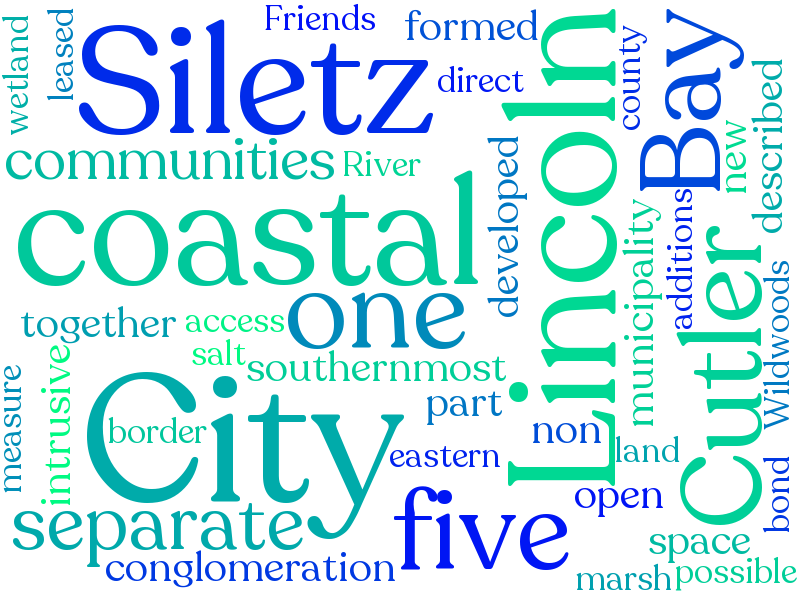 wetland
leased
Siletz
Friends
formed
direct
Lincoln
county
Bay
new
described
communities
River
coastal
developed
municipality
additions
Cutler
Wildwoods
together
access
one
salt
southernmost
intrusive
measure
City
border
part
non
land
eastern
open
bond
separate
five
space
conglomeration
marsh
possible